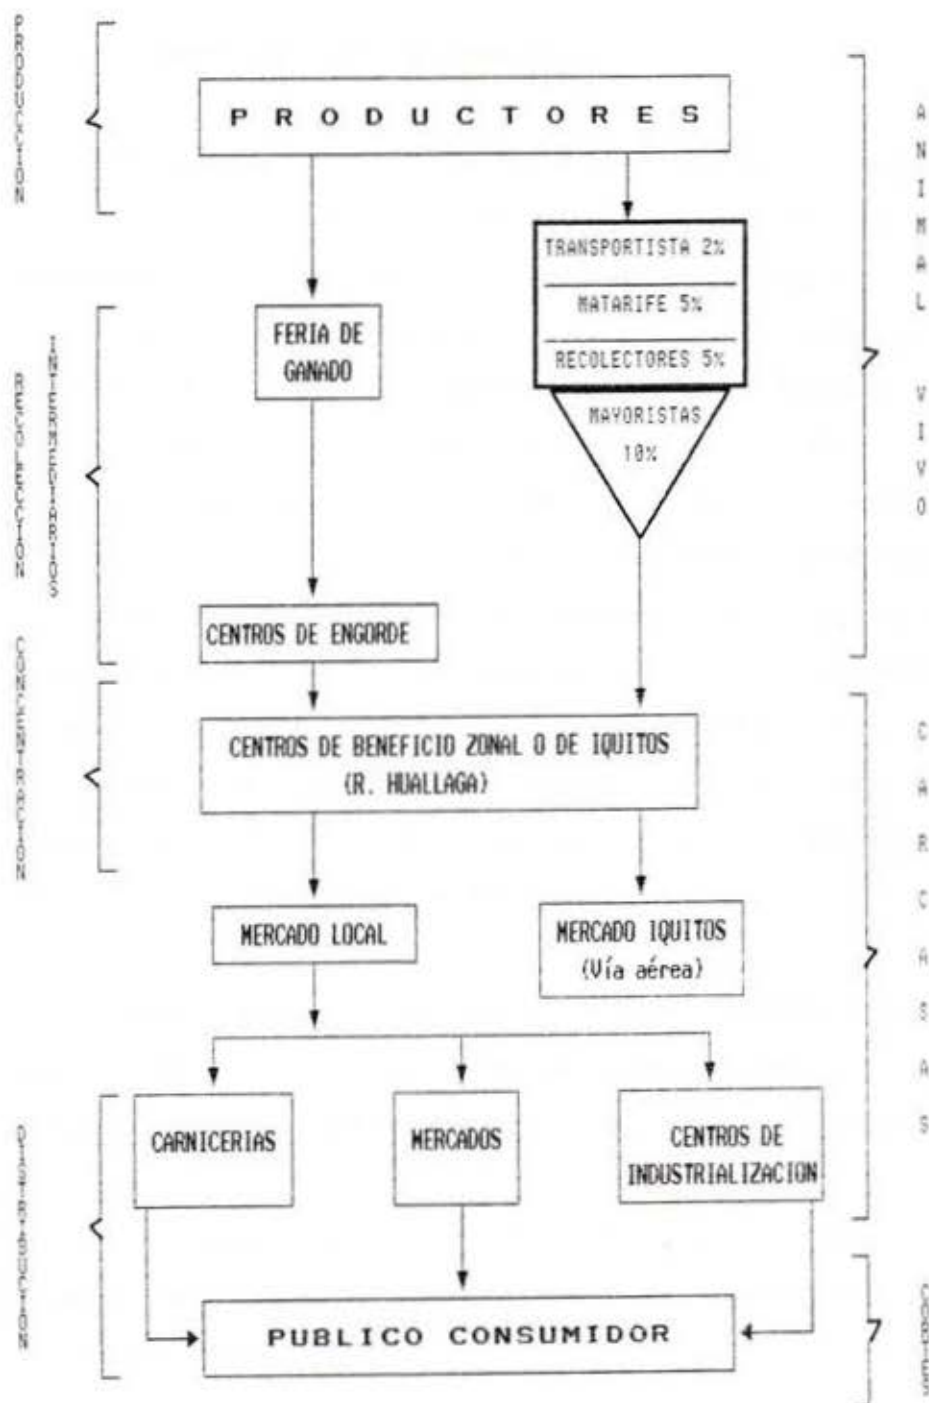 PRODUCCION
PRODUCTORES
ANIMAL VIVO
TRANSPORTISTA 2%
MATARIFE 5%
RECOLECTORES 5%
MAYORISTAS
10%
FERIA DE
GANADO
RECOLECCION
INTERMEDIARIOS
CENTROS DE ENGORDE
CONCENTRACION
CENTROS DE BENEFICIO ZONAL O DE IQUITOS
(R. HUALLAGA)
CARCASAS
MERCADO LOCAL
MERCADO IQUITOS
(Vía aérea)
CARNICERIAS
MERCADOS
CENTROS DE
INDUSTRIALIZACION
DISTRIBUCION
PUBLICO CONSUMIDOR
CORTES